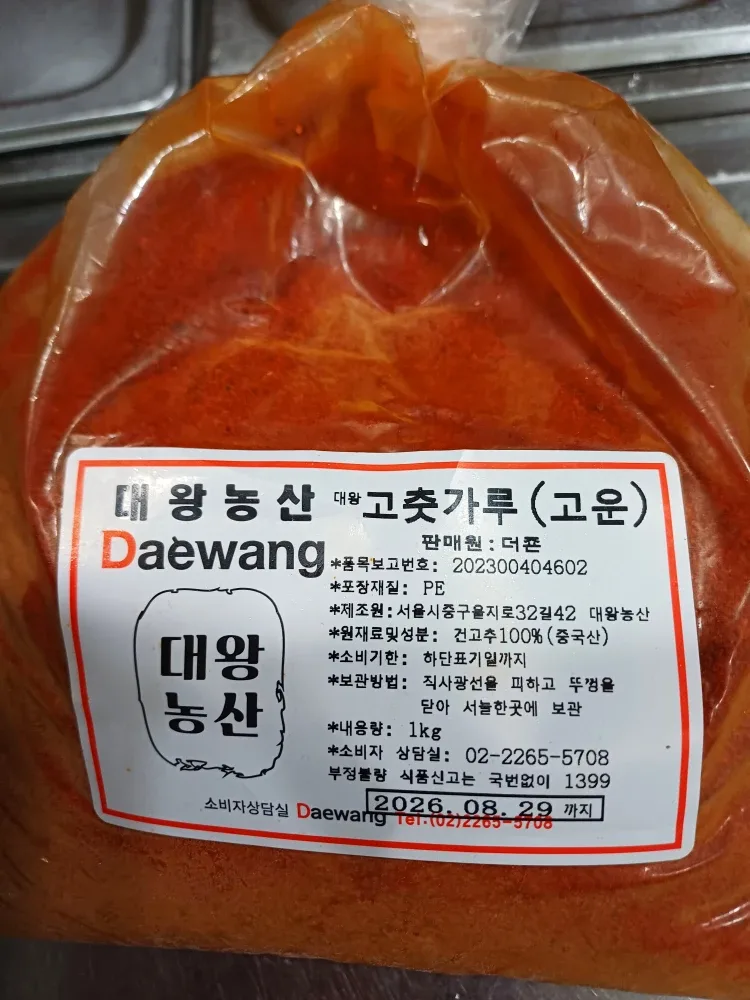 대왕농산 대왕 고춧가루(고운)
Daewang
판매원:더쫀
*품목보고번호: 202300404602
*포장재질: PE
*제조원:서울시중구을지로32길42 대왕농산
*원재료및성분: 건고추100%(중국산)
*소비기한: 하단표기일까지
*보관방법: 직사광선을 피하고 뚜껑을
닫아 서늘한곳에 보관
*내용량: 1kg
*소비자 상담실: 02-2265-5708
부정불량 식품신고는 국번없이 1399
대왕
농산
2026.08.29 까지
소비자상담실 Daewang Tel:(02)2265-5708